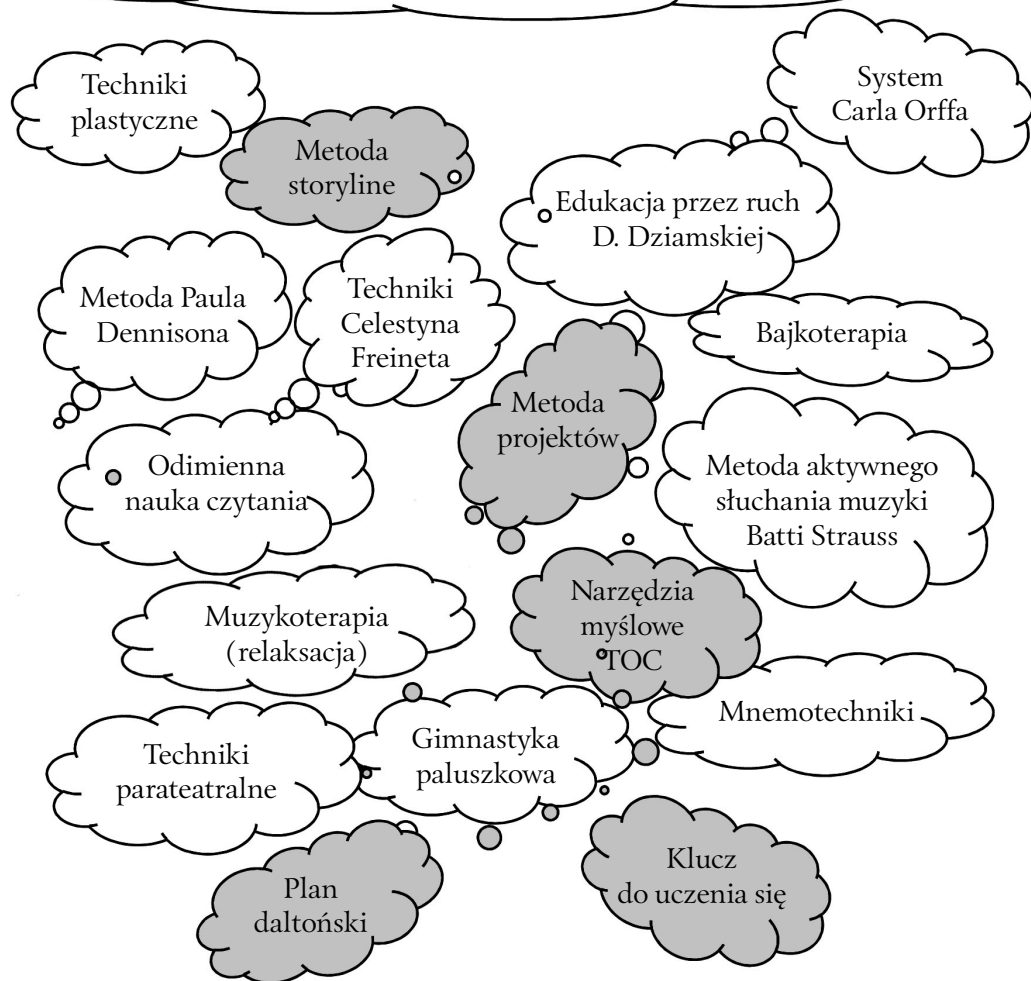 Techniki
plastyczne
System
Carla Orffa
Metoda
storyline
Edukacja przez ruch
D. Dziamskiej
Metoda Paula
Dennisona
Techniki
Celestyna
Freineta
Bajkoterapia
Metoda
projektów
Odimienna
nauka czytania
Metoda aktywnego
słuchania muzyki
Batti Strauss
Muzykoterapia
(relaksacja)
Narzędzia
myślowe
TOC
Mnemotechniki
Techniki
parateatralne
Gimnastyka
paluszkowa
Plan
daltoński
Klucz
do uczenia się